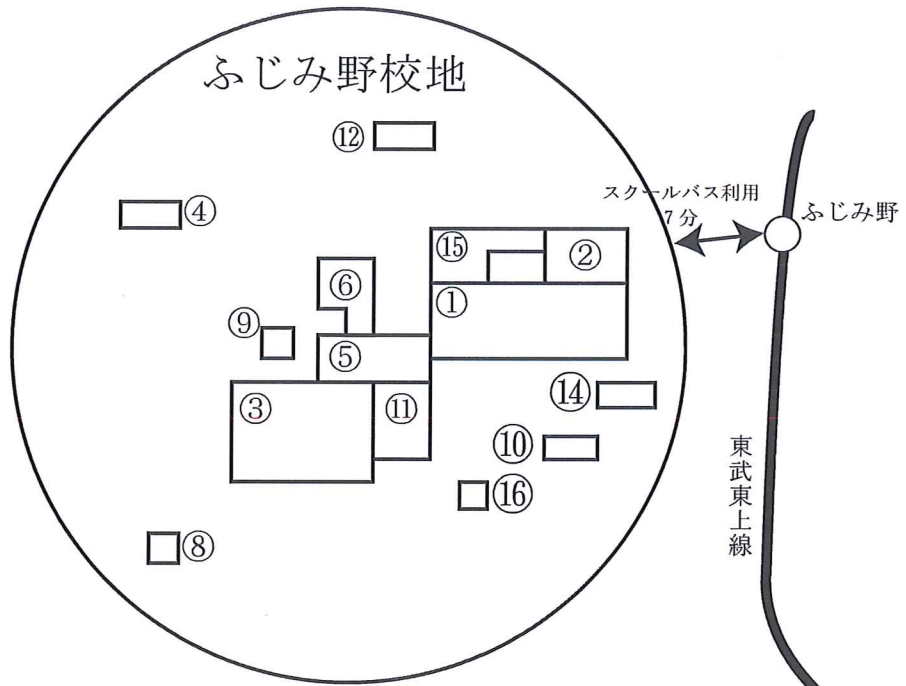 ふじみ野校地
⑫
④
スクールバス利用
7分
ふじみ野
⑮
②
⑥
①
⑨
⑤
③
⑪
⑭
⑩
⑯
⑧
東武東上線